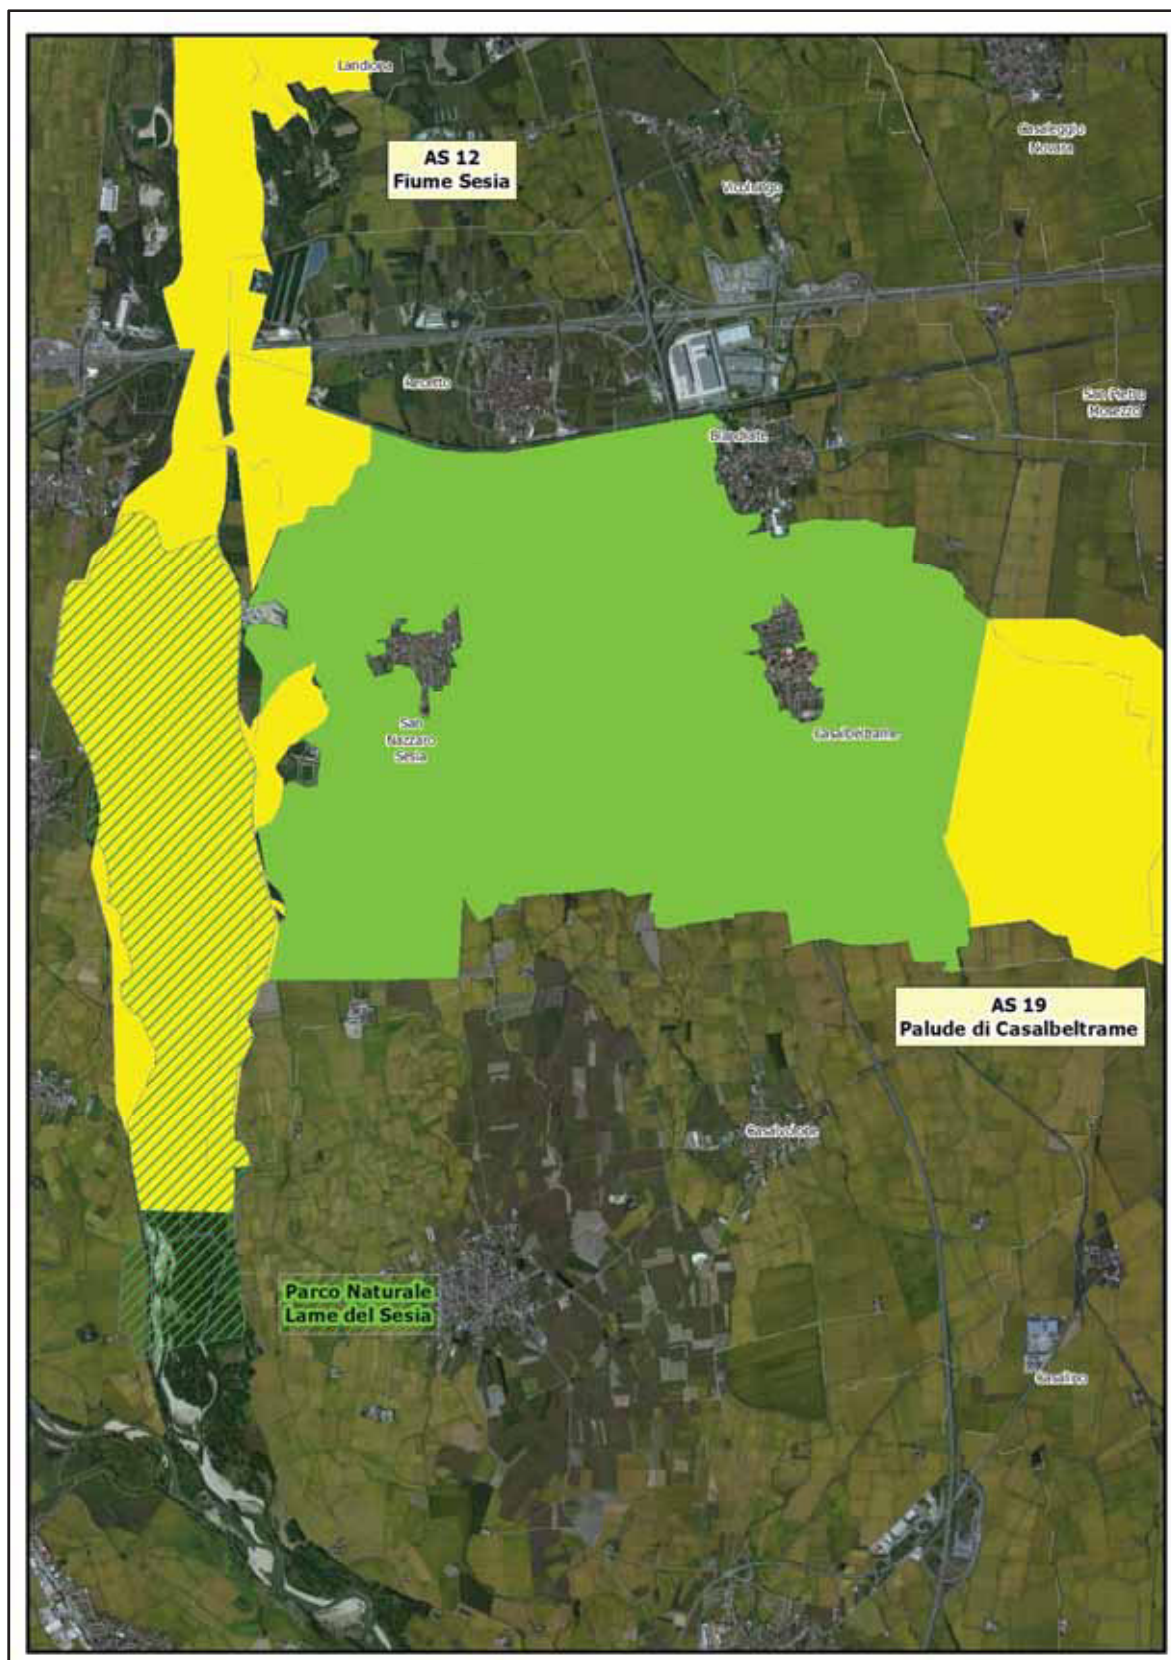 Landiona
AS 12
Fiume Sesia
Casaleggio
Novara
Vicolungo
Recetto
San Pietro
Mosezzo
Biandrate
San
Nazzaro
Sesia
Casalbeltrame
AS 19
Palude di Casalbeltrame
Casalvolone
Parco Naturale
Lame del Sesia
Casalino